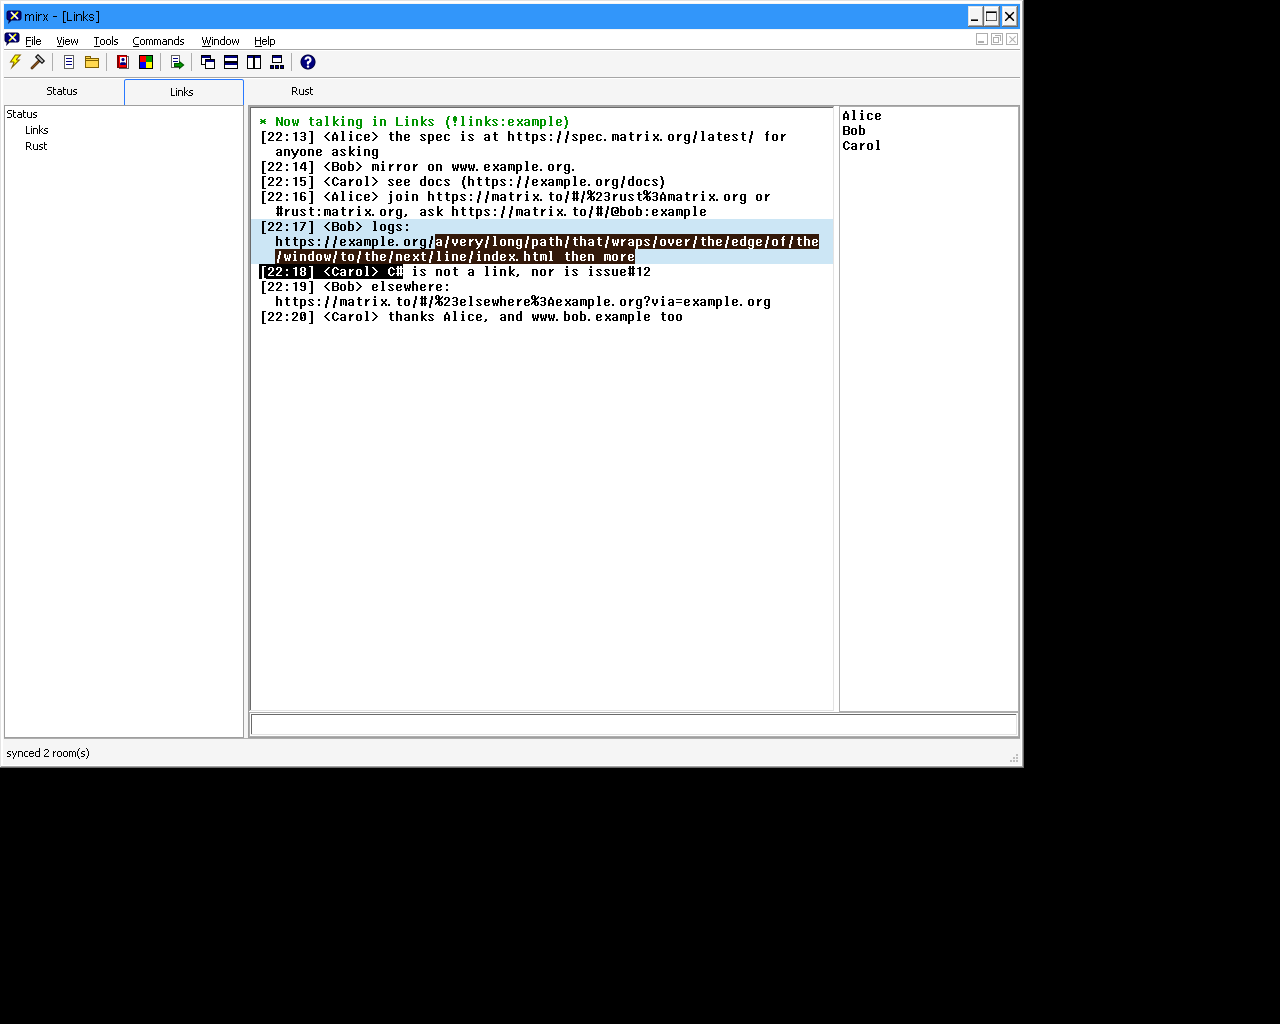 mirx - [Links]
File View Tools Commands Window Help
Status Links Rust
Status
Links
Rust
* Now talking in Links (!links:example)
[22:13] <Alice> the spec is at https://spec.matrix.org/latest/ for
anyone asking
[22:14] <Bob> mirror on www.example.org.
[22:15] <Carol> see docs (https://example.org/docs)
[22:16] <Alice> join https://matrix.to/#/%23rust%3Amatrix.org or
#rust:matrix.org, ask https://matrix.to/#/@bob:example
[22:17] <Bob> logs:
https://example.org/a/very/long/path/that/wraps/over/the/edge/of/the
/window/to/the/next/line/index.html then more
[22:18] <Carol> C# is not a link, nor is issue#12
[22:19] <Bob> elsewhere:
https://matrix.to/#/%23elsewhere%3Aexample.org?via=example.org
[22:20] <Carol> thanks Alice, and www.bob.example too
Alice
Bob
Carol
synced 2 room(s)